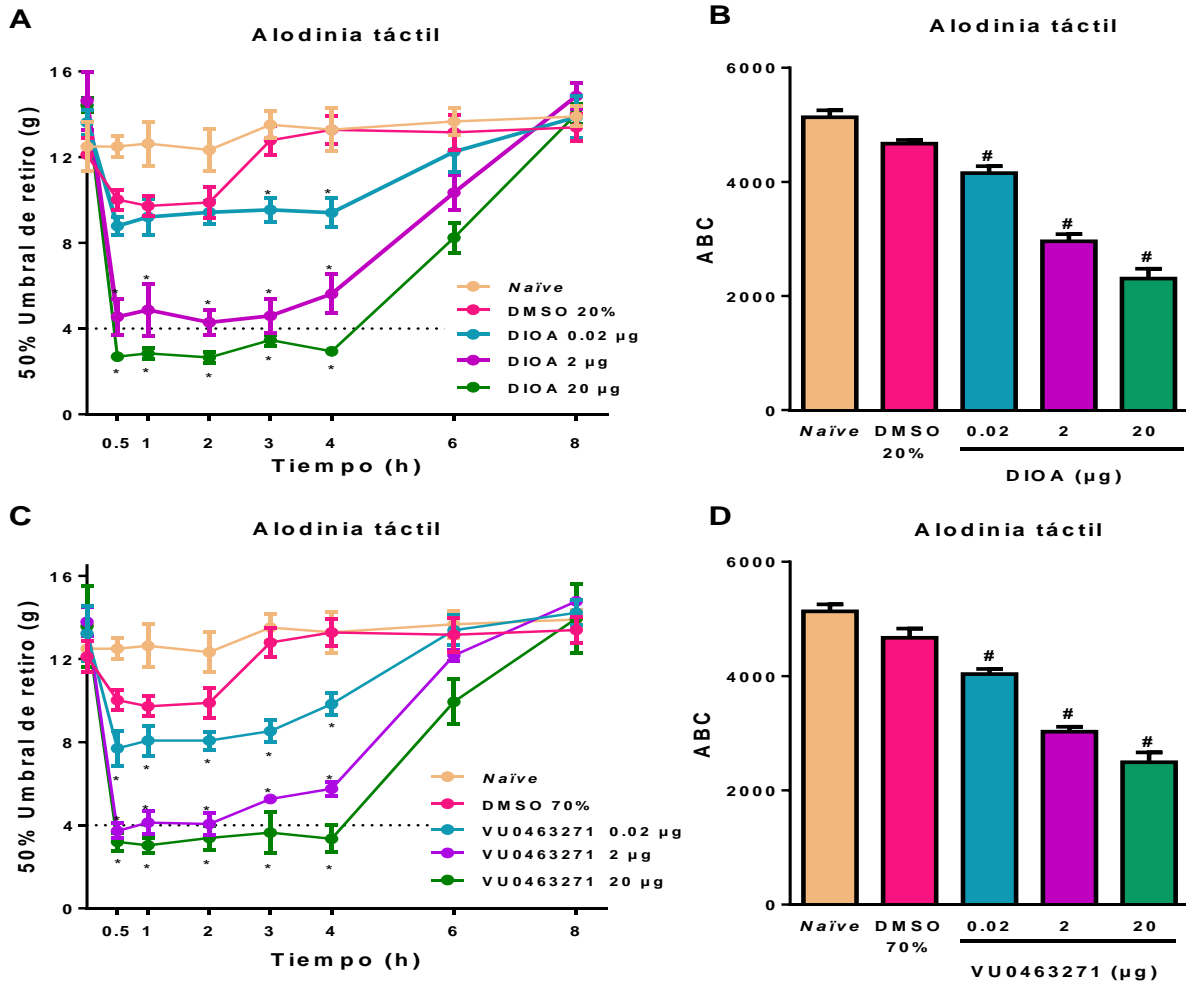 A
Alodinia táctil
50% Umbral de retiro (g)
16
12
8
4
0
0.5 1 2 3 4 6 8
Tiempo (h)
Naïve
DMSO 20%
DIOA 0.02 µg
DIOA 2 µg
DIOA 20 µg
* * * * * * * * * * * *
B
Alodinia táctil
ABC
6000
4000
2000
0
# # #
Naïve DMSO 20% 0.02 2 20
DIOA (µg)
C
Alodinia táctil
50% Umbral de retiro (g)
16
12
8
4
0
0.5 1 2 3 4 6 8
Tiempo (h)
Naïve
DMSO 70%
VU0463271 0.02 µg
VU0463271 2 µg
VU0463271 20 µg
* * * * * * * * * * * * * * *
D
Alodinia táctil
ABC
6000
4000
2000
0
# # #
Naïve DMSO 70% 0.02 2 20
VU0463271 (µg)